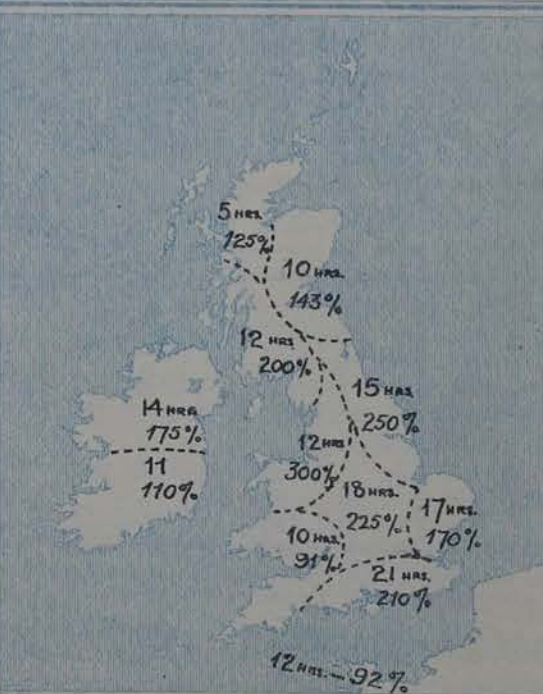 5 HRS.
125%
10 HRS.
143%
12 HRS
200%
15 HRS
250%
14 HRS
175%
11
110%
12 HRS
300%
18 HRS.
225%
17 HRS.
170%
10 HRS.
91%
21 HRS.
210%
12 HRS. — 92%